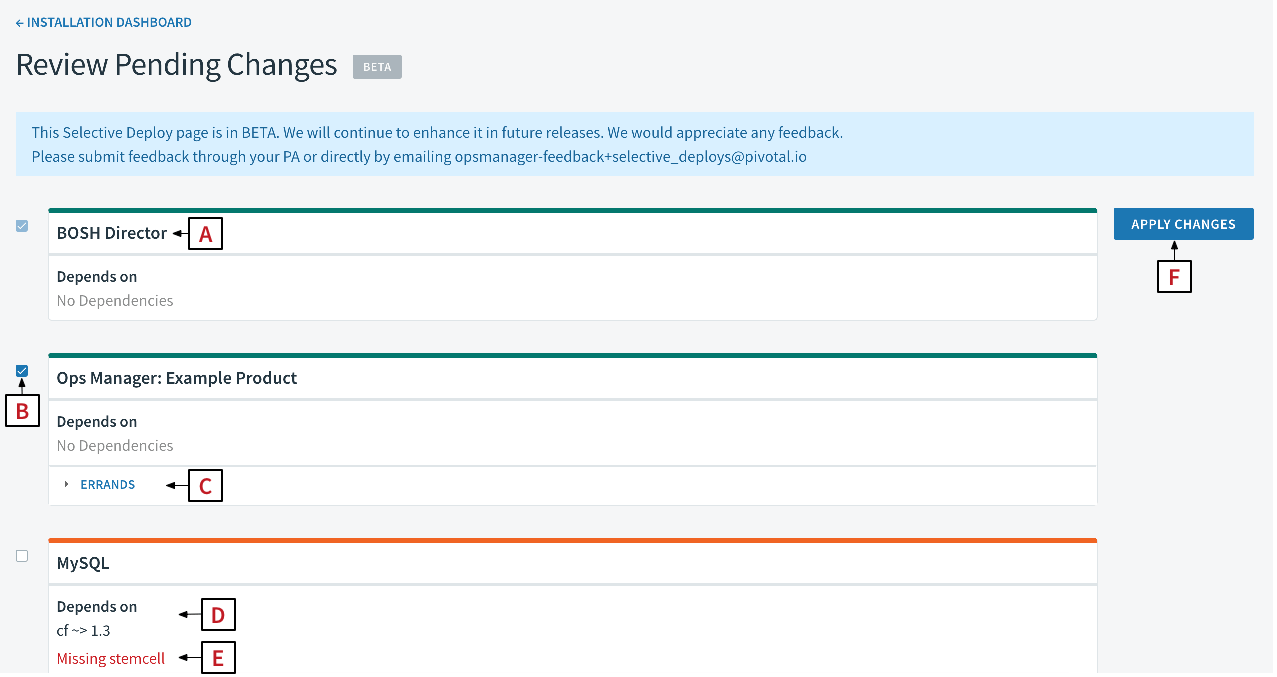 ← INSTALLATION DASHBOARD
Review Pending Changes BETA
This Selective Deploy page is in BETA. We will continue to enhance it in future releases. We would appreciate any feedback.
Please submit feedback through your PA or directly by emailing opsmanager-feedback+selective_deploys@pivotal.io
BOSH Director A
APPLY CHANGES
Depends on
No Dependencies
F
Ops Manager: Example Product
B
Depends on
No Dependencies
ERRANDS C
MySQL
Depends on D
cf ~> 1.3
Missing stemcell E